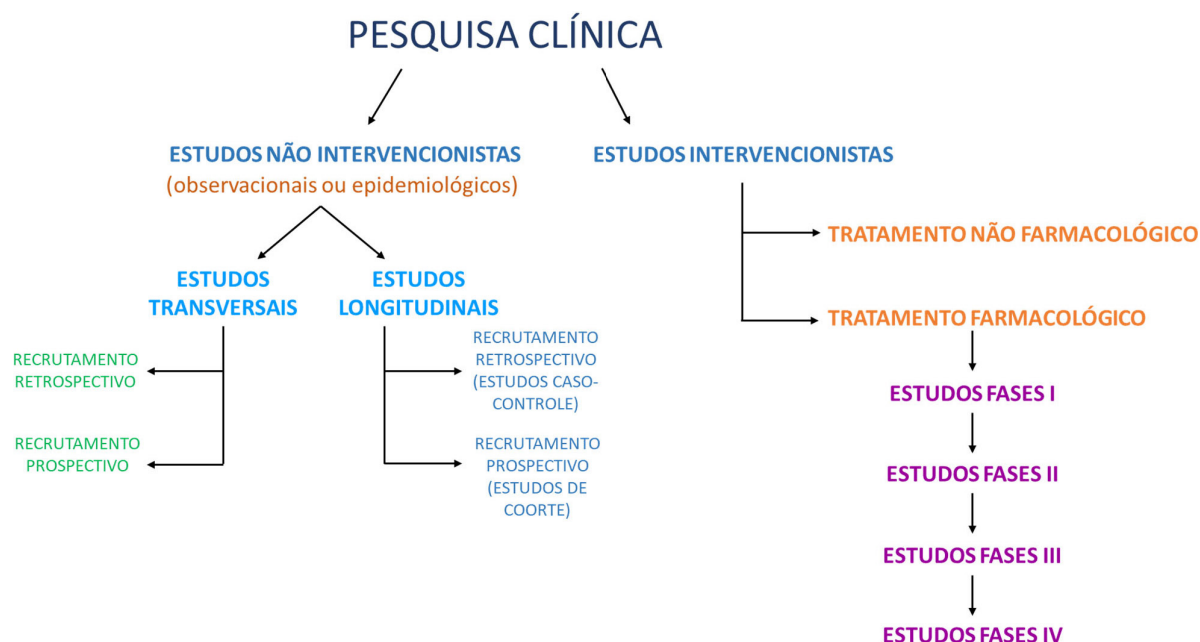 PESQUISA CLÍNICA
ESTUDOS NÃO INTERVENCIONISTAS
(observacionais ou epidemiológicos)
ESTUDOS
TRANSVERSAIS
RECRUTAMENTO
RETROSPECTIVO
RECRUTAMENTO
PROSPECTIVO
ESTUDOS
LONGITUDINAIS
RECRUTAMENTO
RETROSPECTIVO
(ESTUDOS CASO-
CONTROLE)
RECRUTAMENTO
PROSPECTIVO
(ESTUDOS DE
COORTE)
ESTUDOS INTERVENCIONISTAS
TRATAMENTO NÃO FARMACOLÓGICO
TRATAMENTO FARMACOLÓGICO
ESTUDOS FASES I
ESTUDOS FASES II
ESTUDOS FASES III
ESTUDOS FASES IV